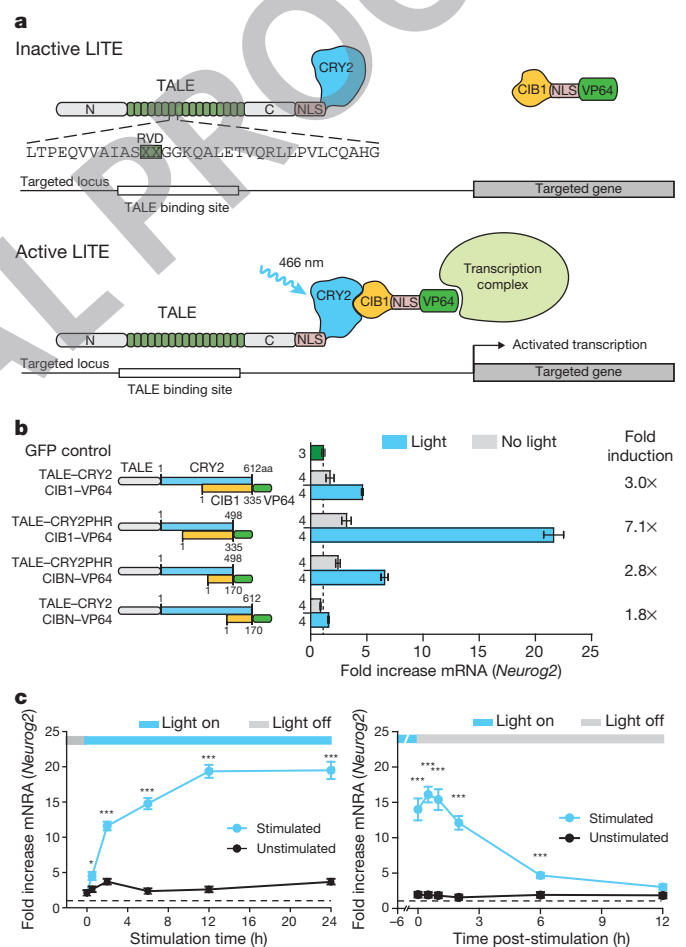 a
Inactive LITE
CRY2
TALE
N
C
NLS
CIB1
NLS
VP64
RVD
LTPEQVVAIASXXGGKQALETVQRLLPVLCQAHG
Targeted locus
TALE binding site
Targeted gene
Active LITE
466 nm
CRY2
CIB1
NLS
VP64
Transcription
complex
TALE
N
C
NLS
Activated transcription
Targeted locus
TALE binding site
Targeted gene
b
GFP control
Light
No light
Fold
induction
3
TALE–CRY2
CIB1–VP64
TALE 1 CRY2 612aa
1 CIB1 335 VP64
4
4
3.0×
TALE–CRY2PHR
CIB1–VP64
1 498
1 335
4
4
7.1×
TALE–CRY2PHR
CIBN–VP64
1 498
1 170
4
4
2.8×
TALE–CRY2
CIBN–VP64
1 612
1 170
4
4
1.8×
0 5 10 15 20 25
Fold increase mRNA (Neurog2)
c
Light on
Light off
Fold increase mNRA (Neurog2)
25
20
15
10
5
0
*
***
***
***
***
Stimulated
Unstimulated
0 4 8 12 16 20 24
Stimulation time (h)
Light on
Light off
Fold increase mNRA (Neurog2)
25
20
15
10
5
0
***
***
***
***
***
Stimulated
Unstimulated
–6 0 3 6 9 12
Time post-stimulation (h)